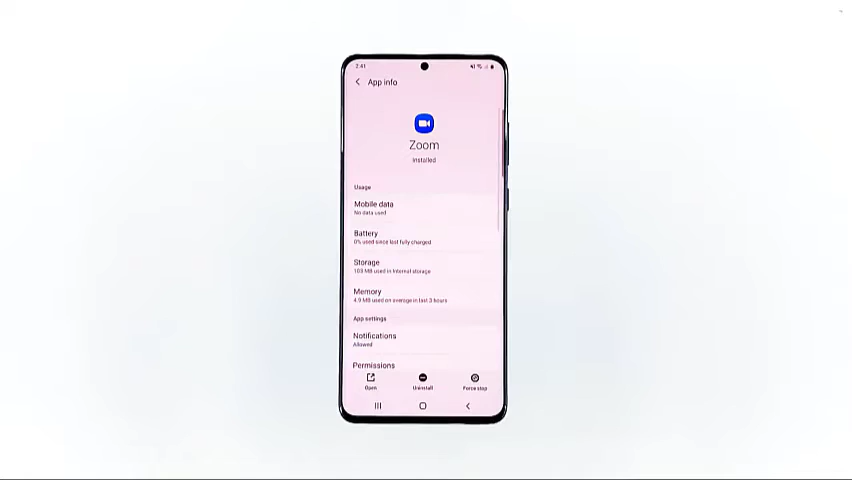 2:41
App info
Zoom
Installed
Usage
Mobile data
No data used
Battery
0% used since last fully charged
Storage
103 MB used in Internal storage
Memory
4.9 MB used on average in last 3 hours
App settings
Notifications
Allowed
Permissions
Open
Uninstall
Force stop